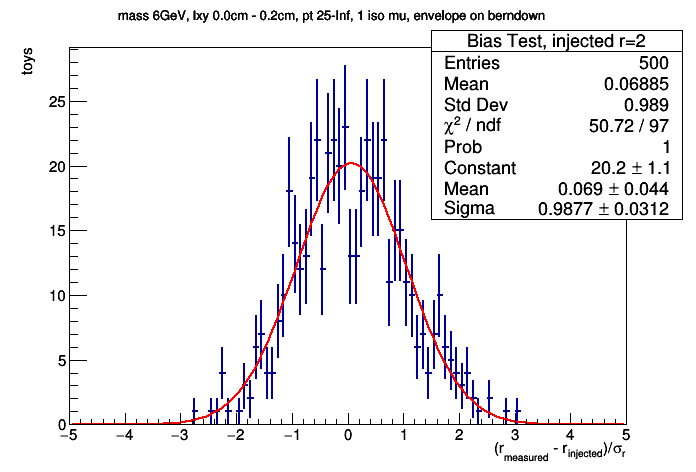 mass 6GeV, lxy 0.0cm - 0.2cm, pt 25-Inf, 1 iso mu, envelope on berndown
Bias Test, injected r=2
Entries 500
Mean 0.06885
Std Dev 0.989
χ² / ndf 50.72 / 97
Prob 1
Constant 20.2 ± 1.1
Mean 0.069 ± 0.044
Sigma 0.9877 ± 0.0312
toys
25
20
15
10
5
0
−5 −4 −3 −2 −1 0 1 2 3 4 5
(r_measured - r_injected)/σ_r